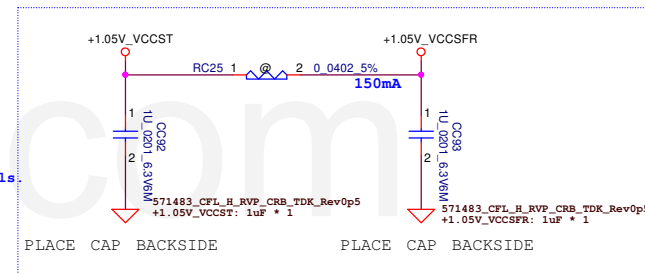 +1.05V_VCCST
+1.05V_VCCSFR
RC25 1 @ 2 0_0402_5%
150mA
1
CC92
1U_0201_6.3V6M
2
1
CC93
1U_0201_6.3V6M
2
ls.
571483_CFL_H_RVP_CRB_TDK_Rev0p5
+1.05V_VCCST: 1uF * 1
571483_CFL_H_RVP_CRB_TDK_Rev0p5
+1.05V_VCCSFR: 1uF * 1
PLACE CAP BACKSIDE
PLACE CAP BACKSIDE
com